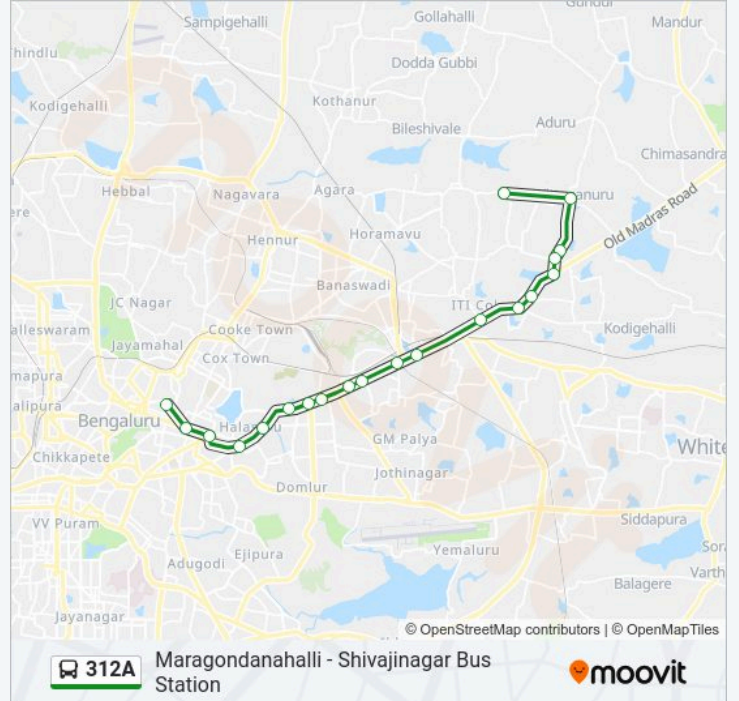 Gundur
Sampigehalli
Gollahalli
Mandur
hindlu
Dodda Gubbi
Kodigehalli
Kothanur
Bileshivale
Aduru
Chimasandra
Hebbal
Nagavara
Agara
anuru
ere
Old Madras Road
Hennur
Horamavu
Banaswadi
JC Nagar
ITI Co
alleswaram
Cooke Town
Kodigehalli
Jayamahal
mapura
Cox Town
alipura
Bengaluru
Hala
u
GM Palya
White
Chikkapete
Jothinagar
Domlur
VV Puram
Siddapura
Ejipura
Yemaluru
Sora
Adugodi
Varth
Balagere
Jayanagar
© OpenStreetMap contributors | © OpenMapTiles
312A
Maragondanahalli - Shivajinagar Bus
Station
moovit